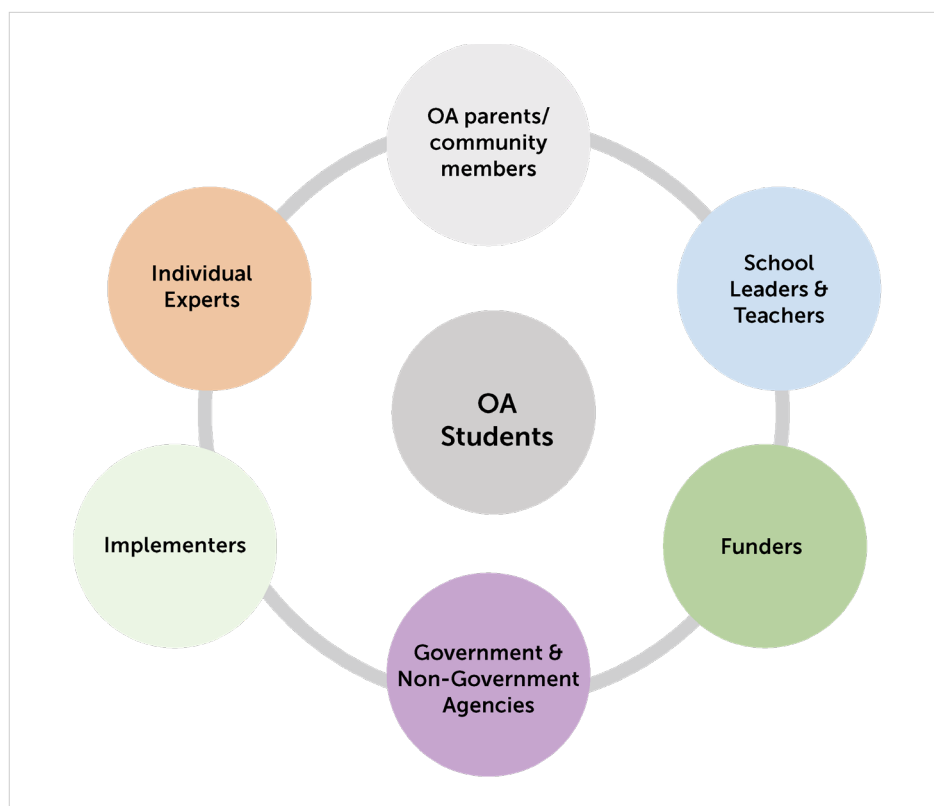 OA parents/
community
members
School
Leaders &
Teachers
Funders
Government &
Non-Government
Agencies
Implementers
Individual
Experts
OA
Students